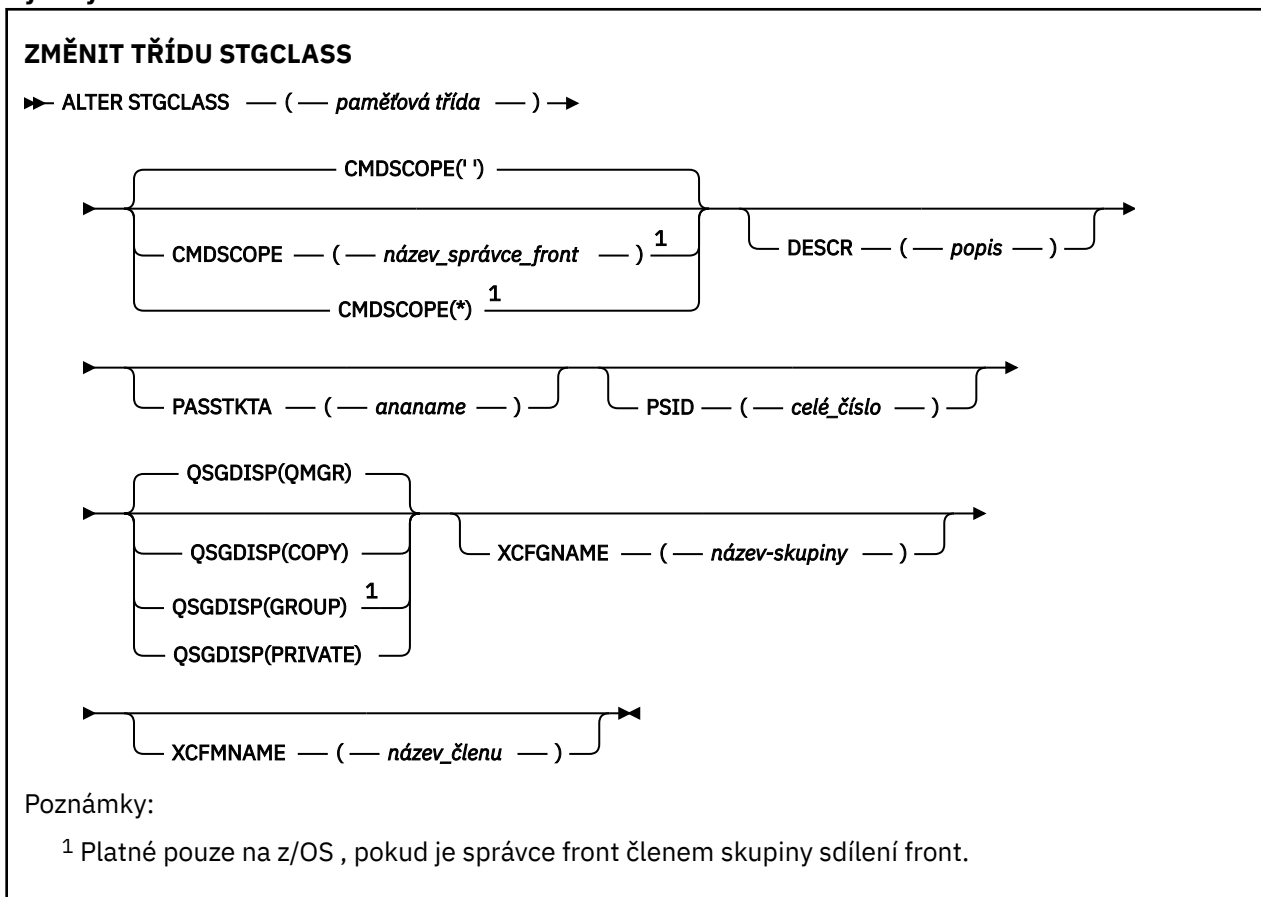 ZMĚNIT TŘÍDU STGCLASS
ALTER STGCLASS ( paměťová třída )
CMDSCOPE(' ')
CMDSCOPE ( název_správce_front ) 1
CMDSCOPE(*) 1
DESCR ( popis )
PASSTKTA ( ananame )
PSID ( celé_číslo )
QSGDISP(QMGR)
QSGDISP(COPY)
QSGDISP(GROUP) 1
QSGDISP(PRIVATE)
XCFGNAME ( název-skupiny )
XCFMNAME ( název_členu )
Poznámky:
1 Platné pouze na z/OS , pokud je správce front členem skupiny sdílení front.